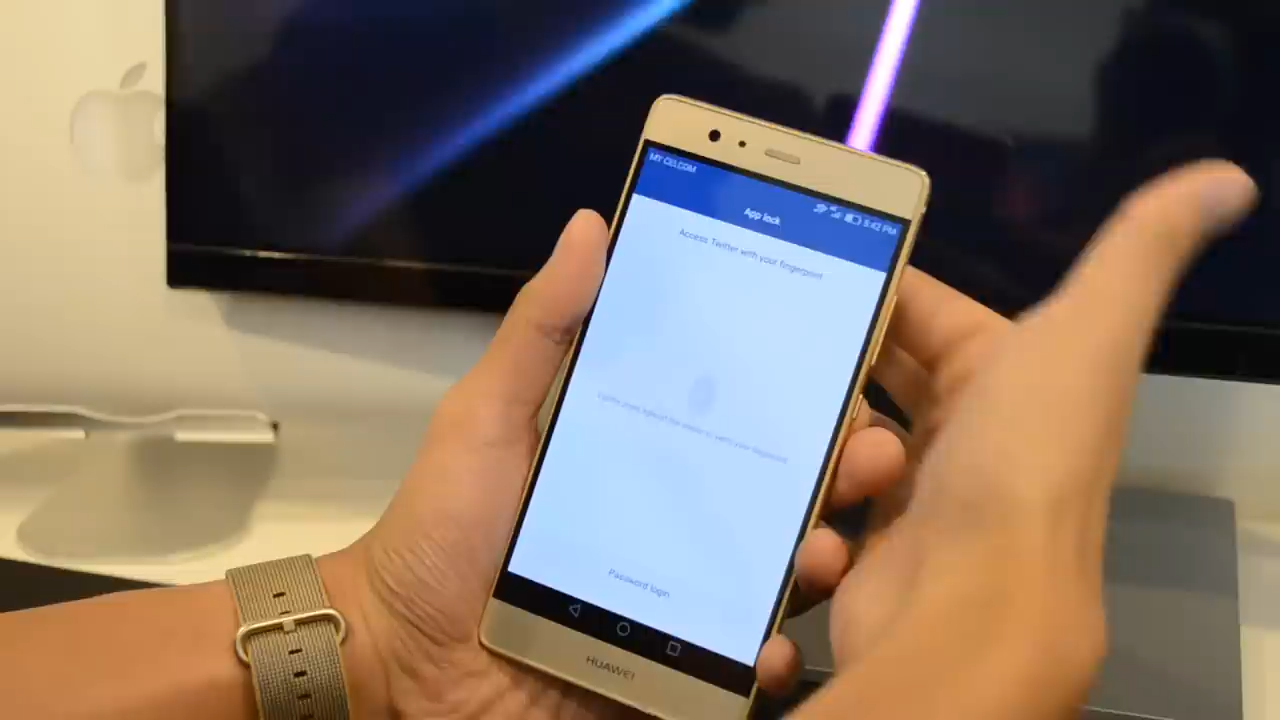 MY CELCOM
5:42 PM
App lock
Access Twitter with your fingerprint
Password login
HUAWEI